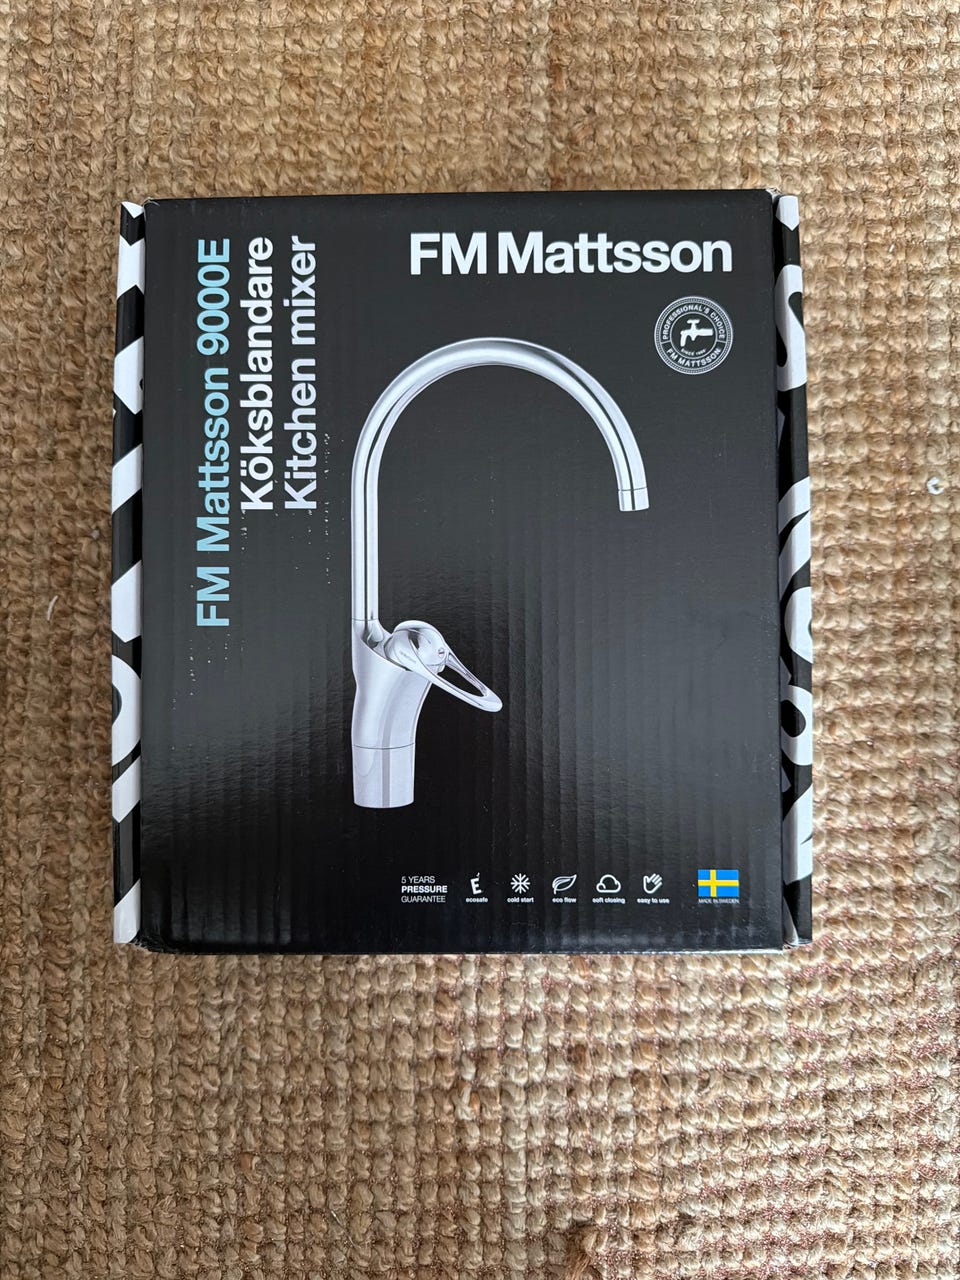 FM Mattsson
PROFESSIONAL'S CHOICE
FM MATTSSON
FM Mattsson 9000E
Köksblandare
Kitchen mixer
5 YEARS
PRESSURE
GUARANTEE
É
ecosafe
cold start
eco flow
soft closing
easy to use
MADE IN SWEDEN